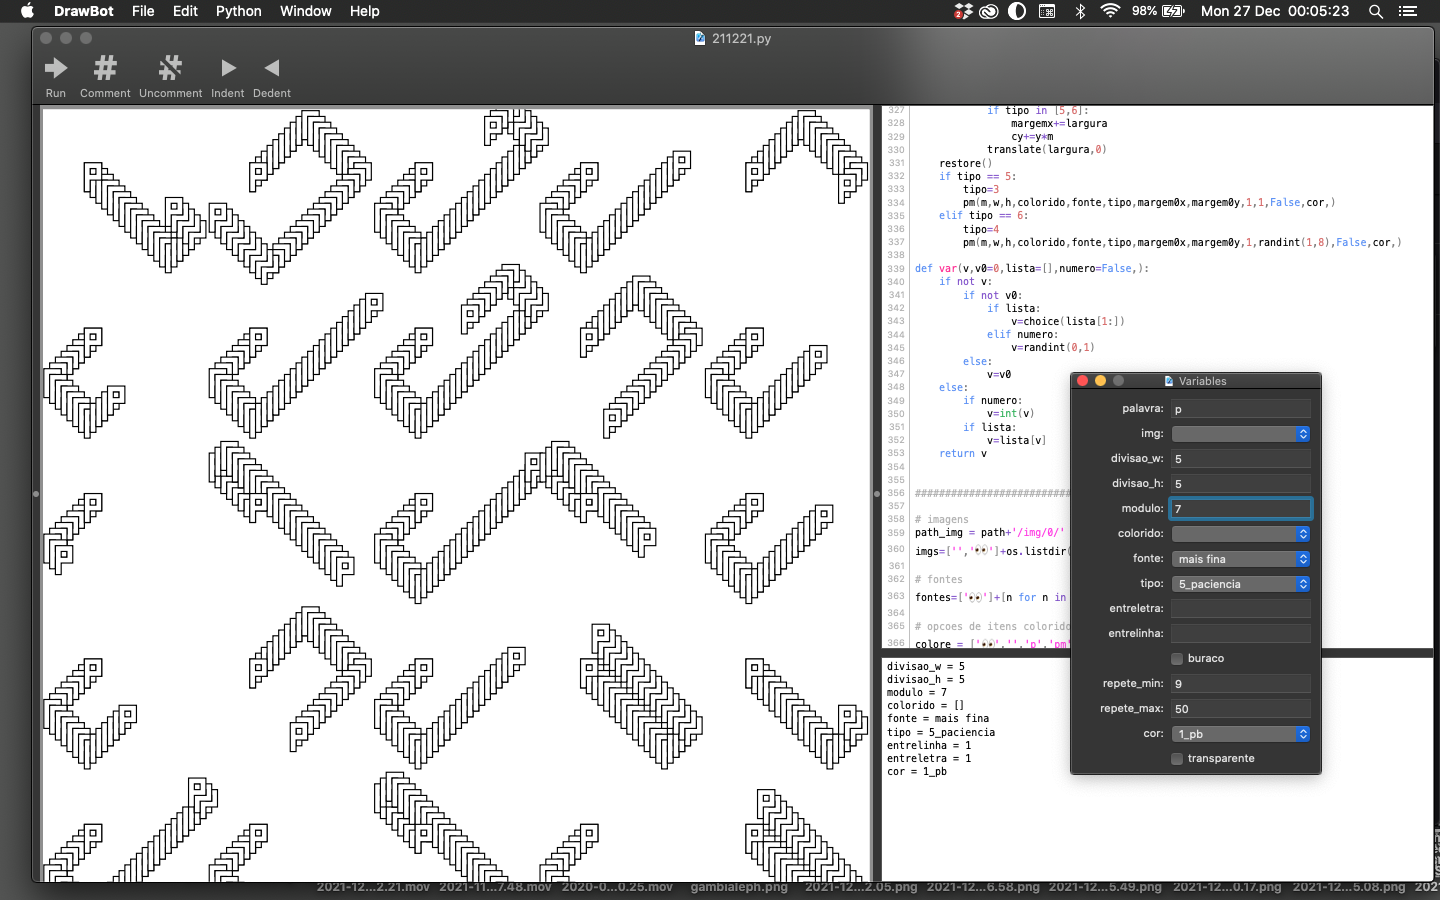 DrawBot File Edit Python Window Help
2 98% Mon 27 Dec 00:05:23
211221.py
Run Comment Uncomment Indent Dedent
327 if tipo in [5,6]:
328 margemx+=largura
329 cy+=y*m
330 translate(largura,0)
331 restore()
332 if tipo == 5:
333 tipo=3
334 pm(m,w,h,colorido,fonte,tipo,margem0x,margem0y,1,1,False,cor,)
335 elif tipo == 6:
336 tipo=4
337 pm(m,w,h,colorido,fonte,tipo,margem0x,margem0y,1,randint(1,8),False,cor,)
338
339 def var(v,v0=0,lista=[],numero=False,):
340 if not v:
341 if not v0:
342 if lista:
343 v=choice(lista[1:])
344 elif numero:
345 v=randint(0,1)
346 else:
347 v=v0
348 else:
349 if numero:
350 v=int(v)
351 if lista:
352 v=lista[v]
353 return v
354
355
356 ##########################
357
358 # imagens
359 path_img = path+'/img/0/'
360 imgs=['','👀']+os.listdir(
361
362 # fontes
363 fontes=['👀']+[n for n in
364
365 # opcoes de itens colorido
366 colore = ['👀','','p','pm'
Variables
palavra: p
img:
divisao_w: 5
divisao_h: 5
modulo: 7
colorido:
fonte: mais fina
tipo: 5_paciencia
entreletra:
entrelinha:
buraco
repete_min: 9
repete_max: 50
cor: 1_pb
transparente
divisao_w = 5
divisao_h = 5
modulo = 7
colorido = []
fonte = mais fina
tipo = 5_paciencia
entrelinha = 1
entreletra = 1
cor = 1_pb
2021-12...2.21.mov 2021-11...7.48.mov 2020-0...0.25.mov gambialeph.png 2021-12...2.05.png 2021-12...6.58.png 2021-12...5.49.png 2021-12...0.17.png 2021-12...5.08.png 2021